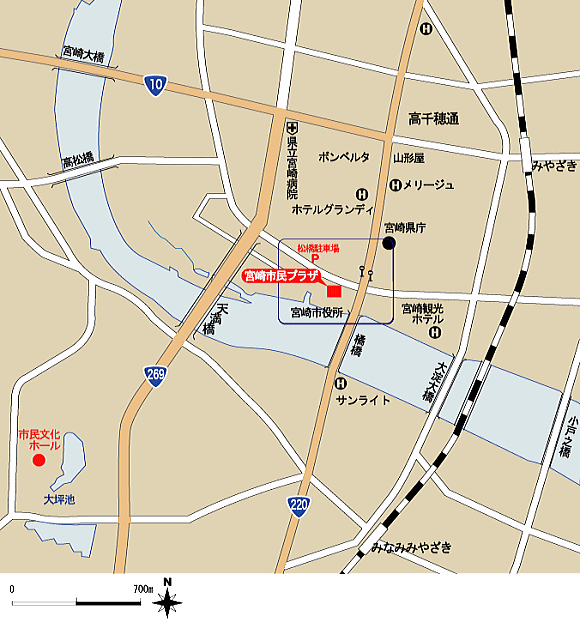 H
宮崎大橋
10
高千穂通
県立宮崎病院
ボンベルタ
山形屋
みやざき
高松橋
H メリージュ
H
ホテルグランディ
宮崎県庁
松橋駐車場
P
宮崎市民プラザ
天満橋
宮崎市役所
宮崎観光
ホテル
H
橘橋
大淀大橋
269
H
サンライト
小戸之橋
市民文化
ホール
大坪池
220
みなみみやざき
0 700m
N